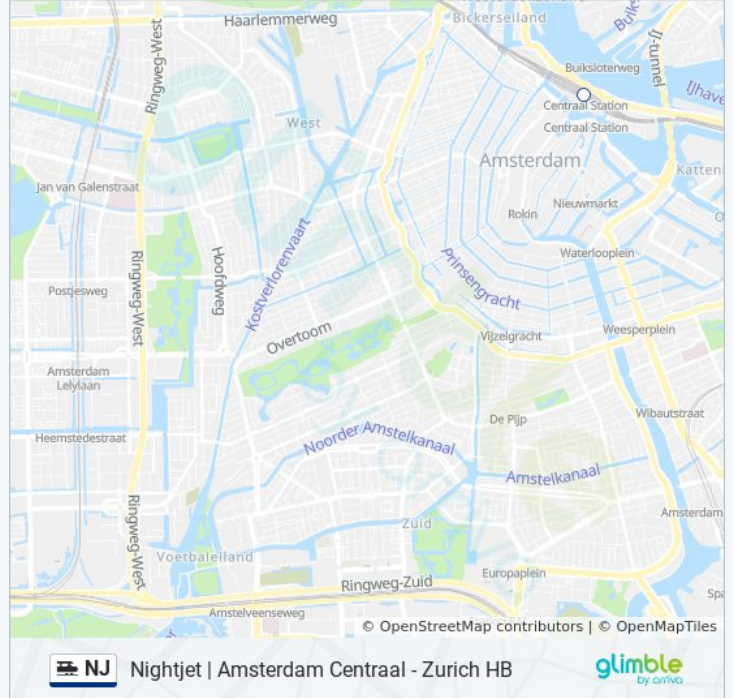 Haarlemmerweg
Bickerseiland
Ringweg-West
IJ-tunnel
Buiksloterweg
Centraal Station
Centraal Station
West
Amsterdam
Jan van Galenstraat
Nieuwmarkt
Rokin
Kostverlorenvaart
Waterlooplein
Hoofdweg
Ringweg-West
Prinsengracht
Postjesweg
Overtoom
Vijzelgracht
Weesperplein
Amsterdam
Lelylaan
De Pijp
Wibautstraat
Noorder Amstelkanaal
Heemstedestraat
Amstelkanaal
Ringweg-West
Amsterdam
Zuid
Voetbaleiland
Europaplein
Ringweg-Zuid
Amstelveenseweg
© OpenStreetMap contributors | © OpenMapTiles
NJ Nightjet | Amsterdam Centraal - Zurich HB
glimble
by arriva